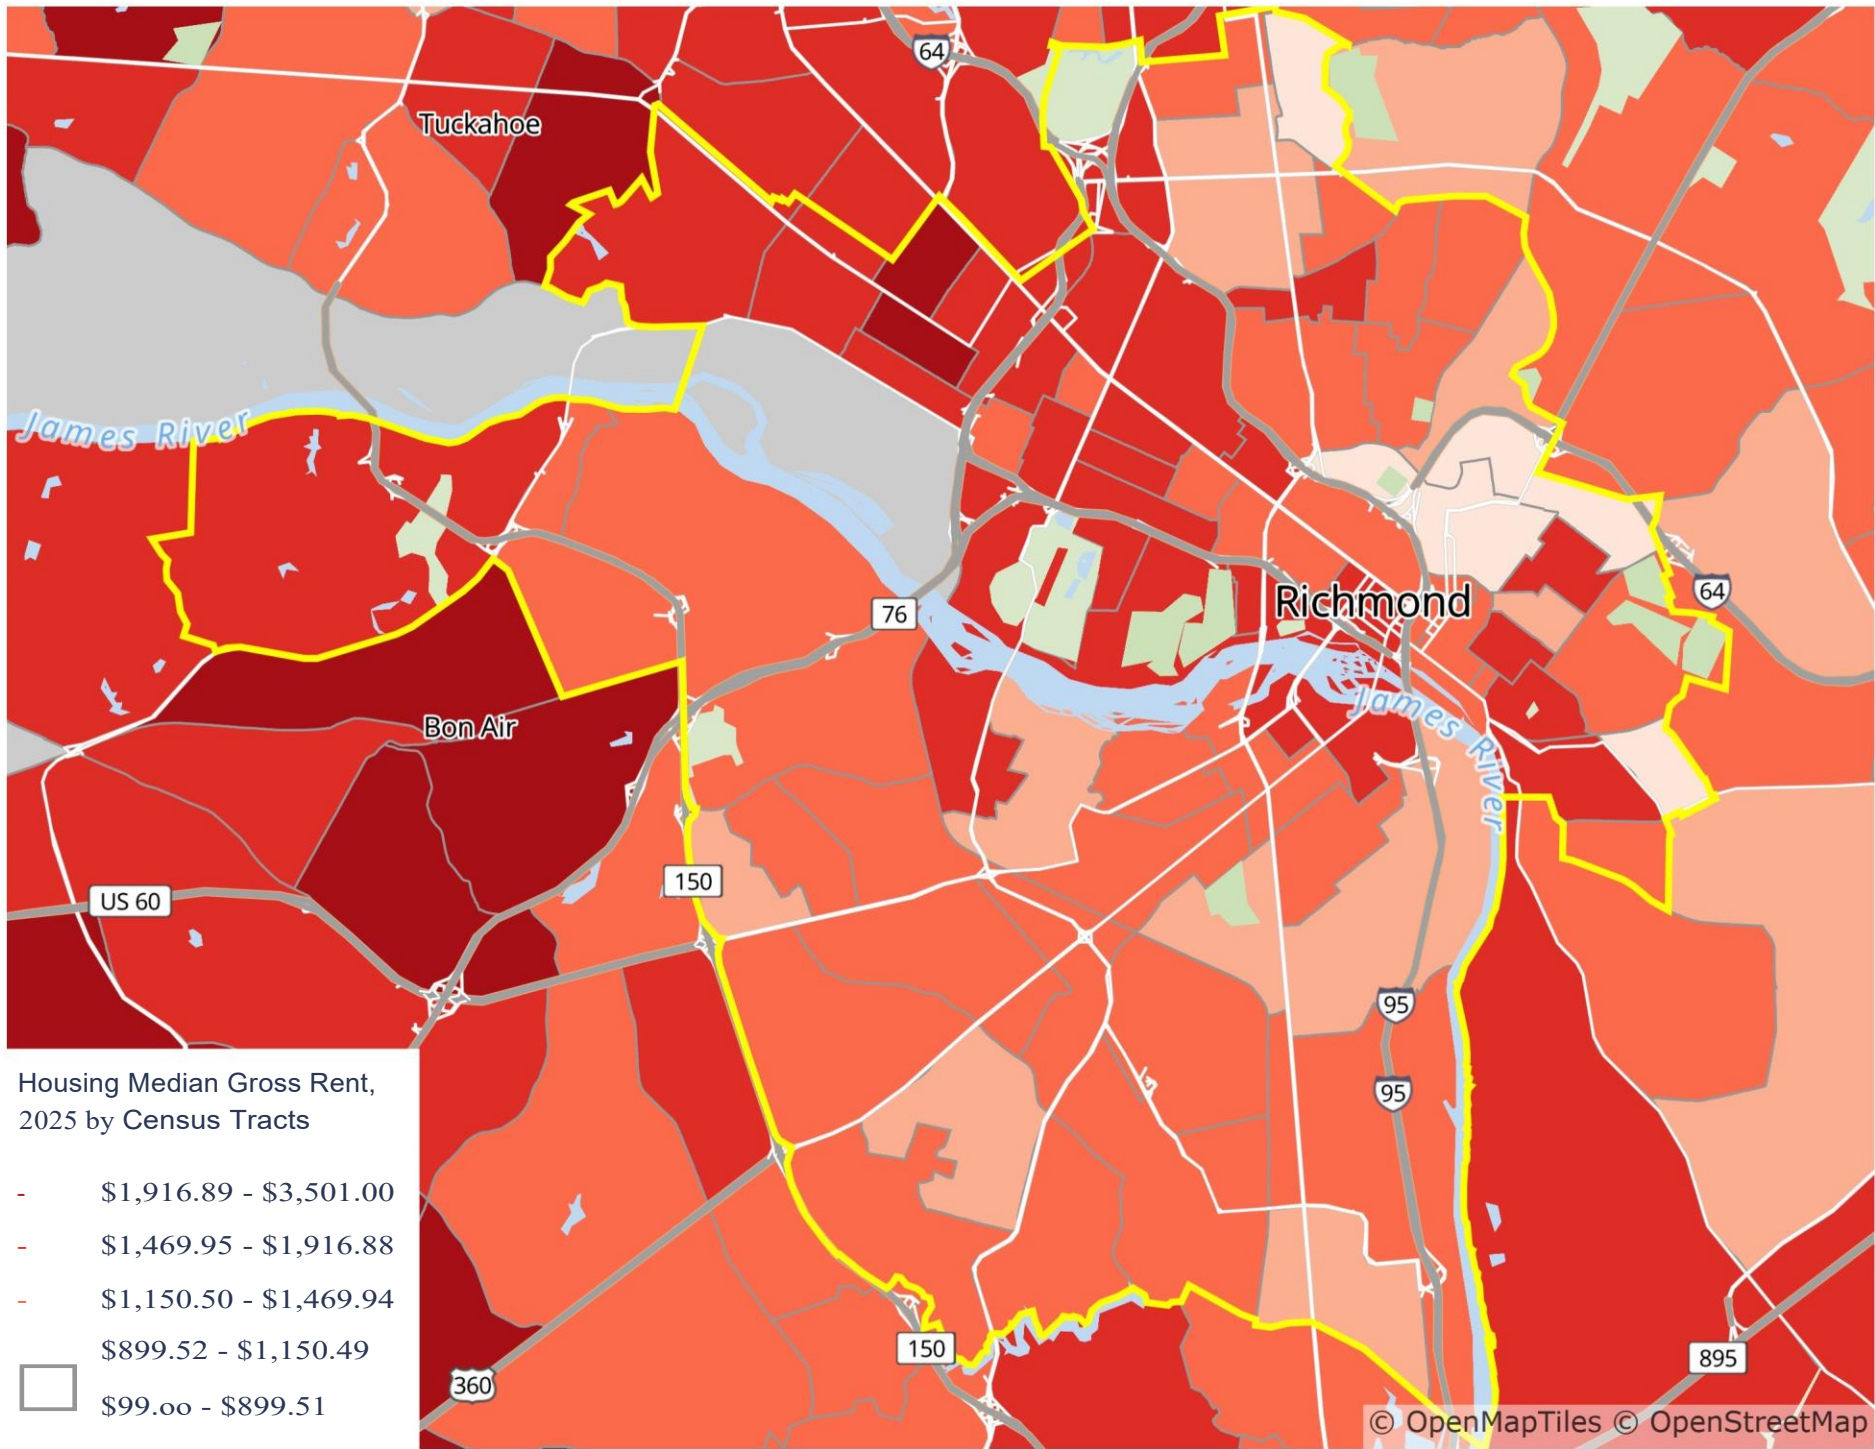 64
Tuckahoe
James River
76
Richmond
64
Bon Air
James River
150
US 60
95
95
Housing Median Gross Rent,
2025 by Census Tracts
- $1,916.89 - $3,501.00
- $1,469.95 - $1,916.88
- $1,150.50 - $1,469.94
$899.52 - $1,150.49
$99.oo - $899.51
150
895
360
© OpenMapTiles © OpenStreetMap